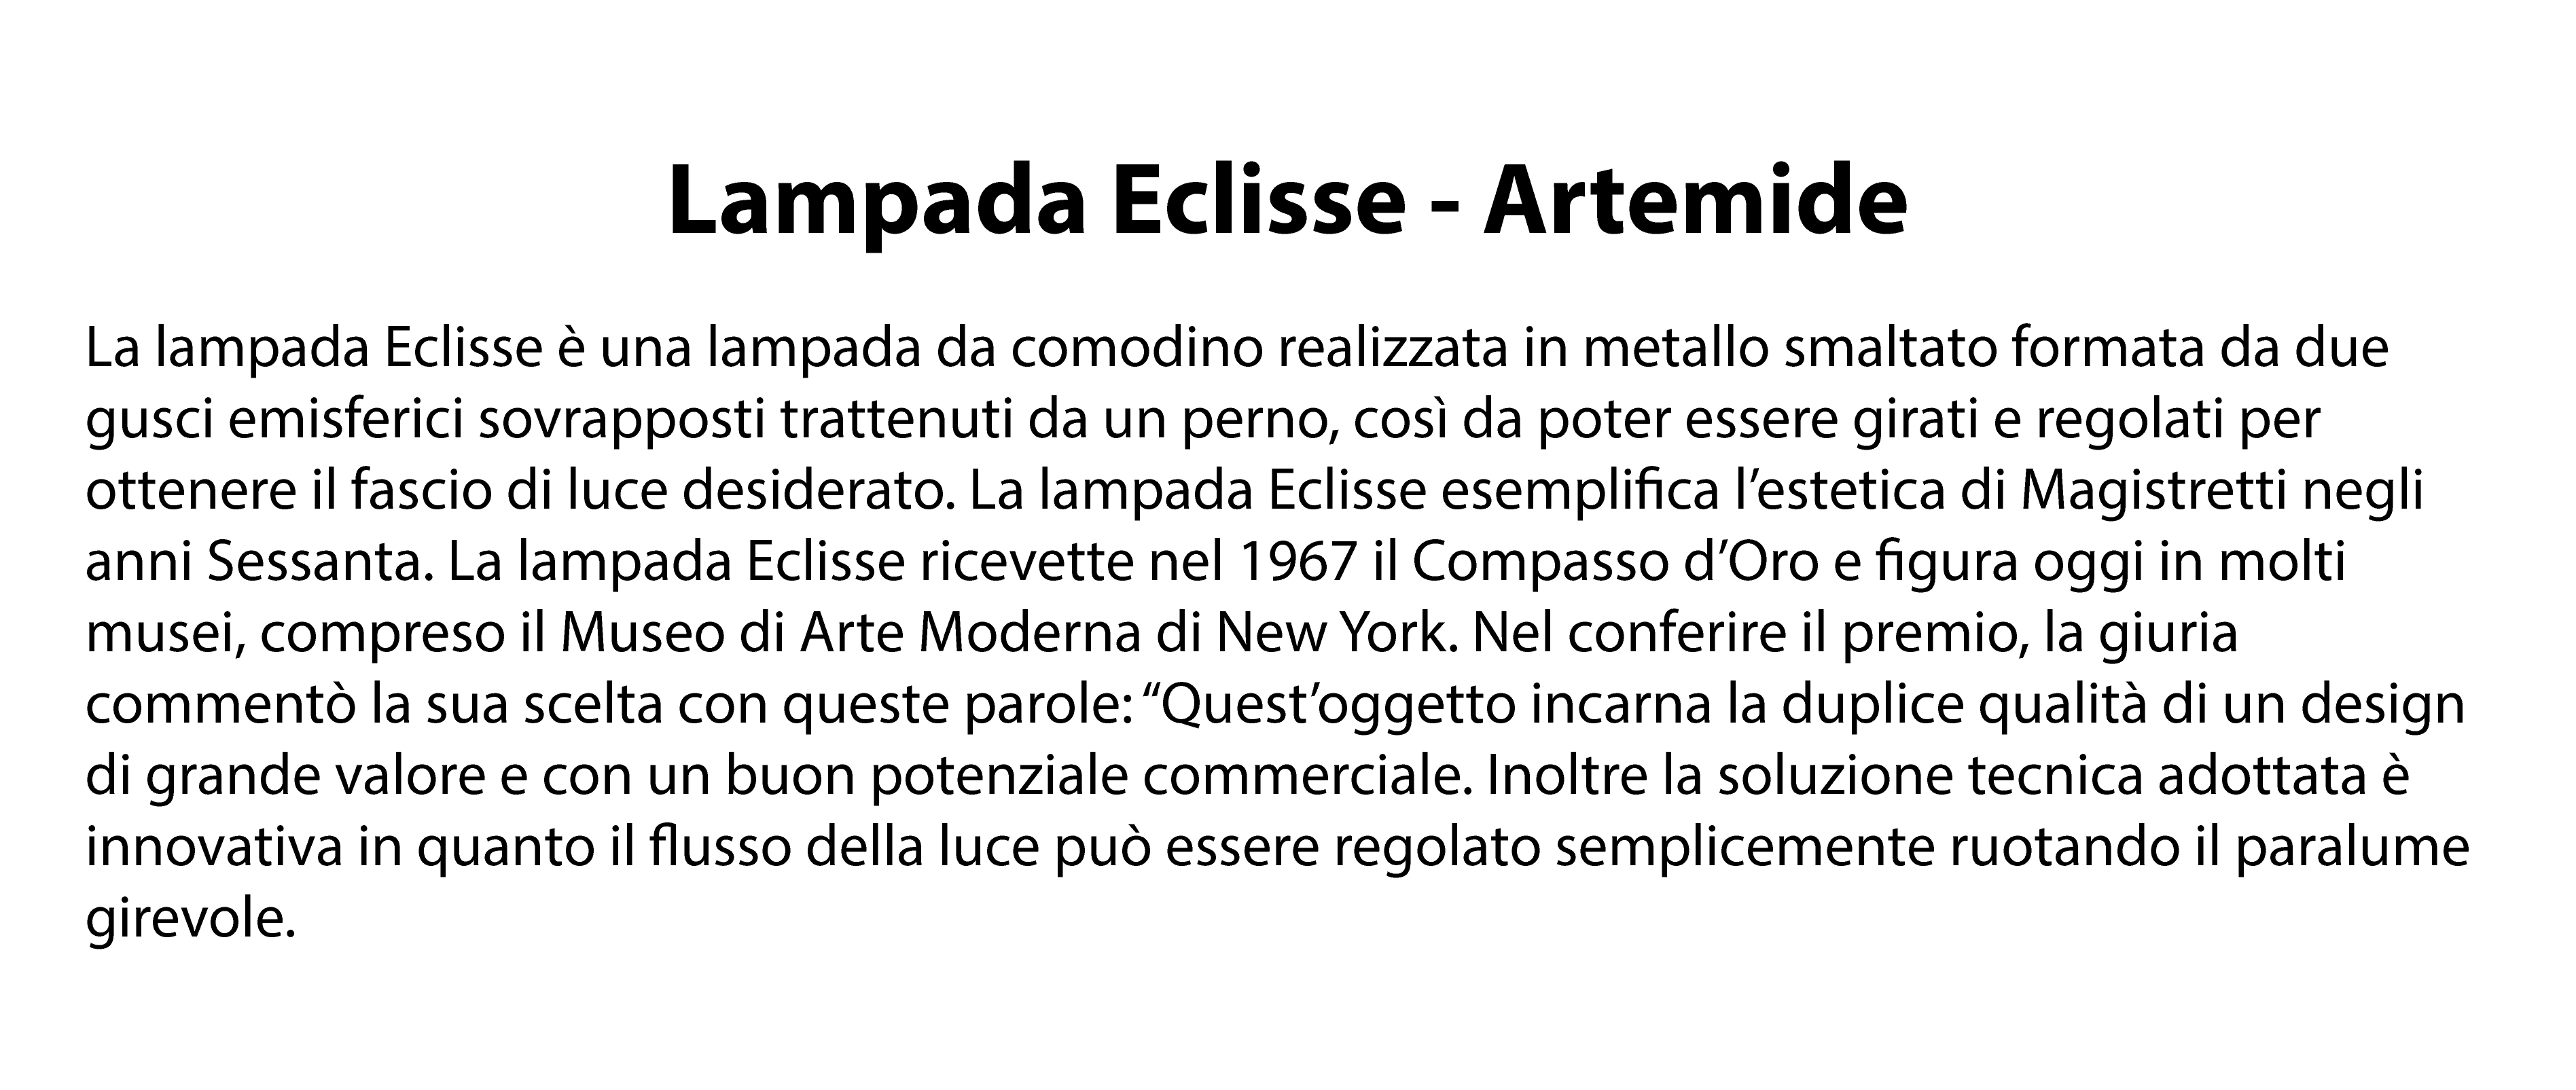 Lampada Eclisse - Artemide
La lampada Eclisse è una lampada da comodino realizzata in metallo smaltato formata da due
gusci emisferici sovrapposti trattenuti da un perno, così da poter essere girati e regolati per
ottenere il fascio di luce desiderato. La lampada Eclisse esemplifica l’estetica di Magistretti negli
anni Sessanta. La lampada Eclisse ricevette nel 1967 il Compasso d’Oro e figura oggi in molti
musei, compreso il Museo di Arte Moderna di New York. Nel conferire il premio, la giuria
commentò la sua scelta con queste parole: “Quest’oggetto incarna la duplice qualità di un design
di grande valore e con un buon potenziale commerciale. Inoltre la soluzione tecnica adottata è
innovativa in quanto il flusso della luce può essere regolato semplicemente ruotando il paralume
girevole.